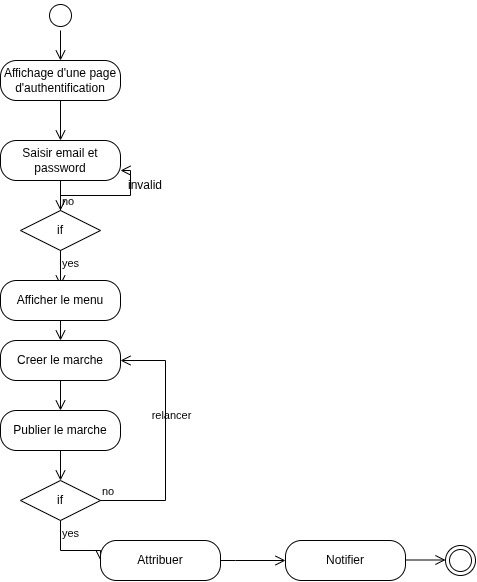 Affichage d'une page
d'authentification
Saisir email et
password
invalid
no
if
yes
Afficher le menu
Creer le marche
relancer
Publier le marche
no
if
yes
Attribuer
Notifier